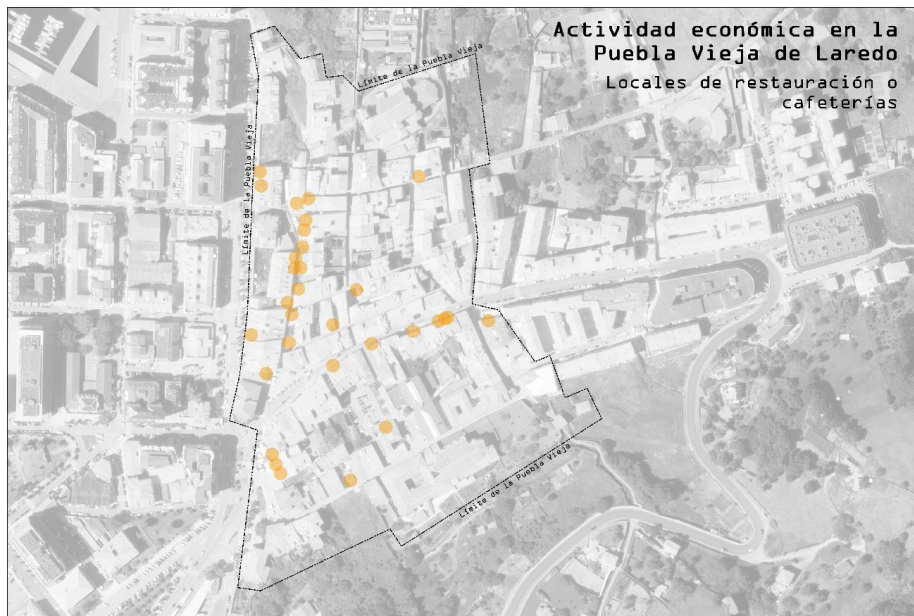 Actividad económica en la
Puebla Vieja de Laredo
Locales de restauración o
cafeterías
Límite de la Puebla Vieja
Límite de la Puebla Vieja
Límite de la Puebla Vieja